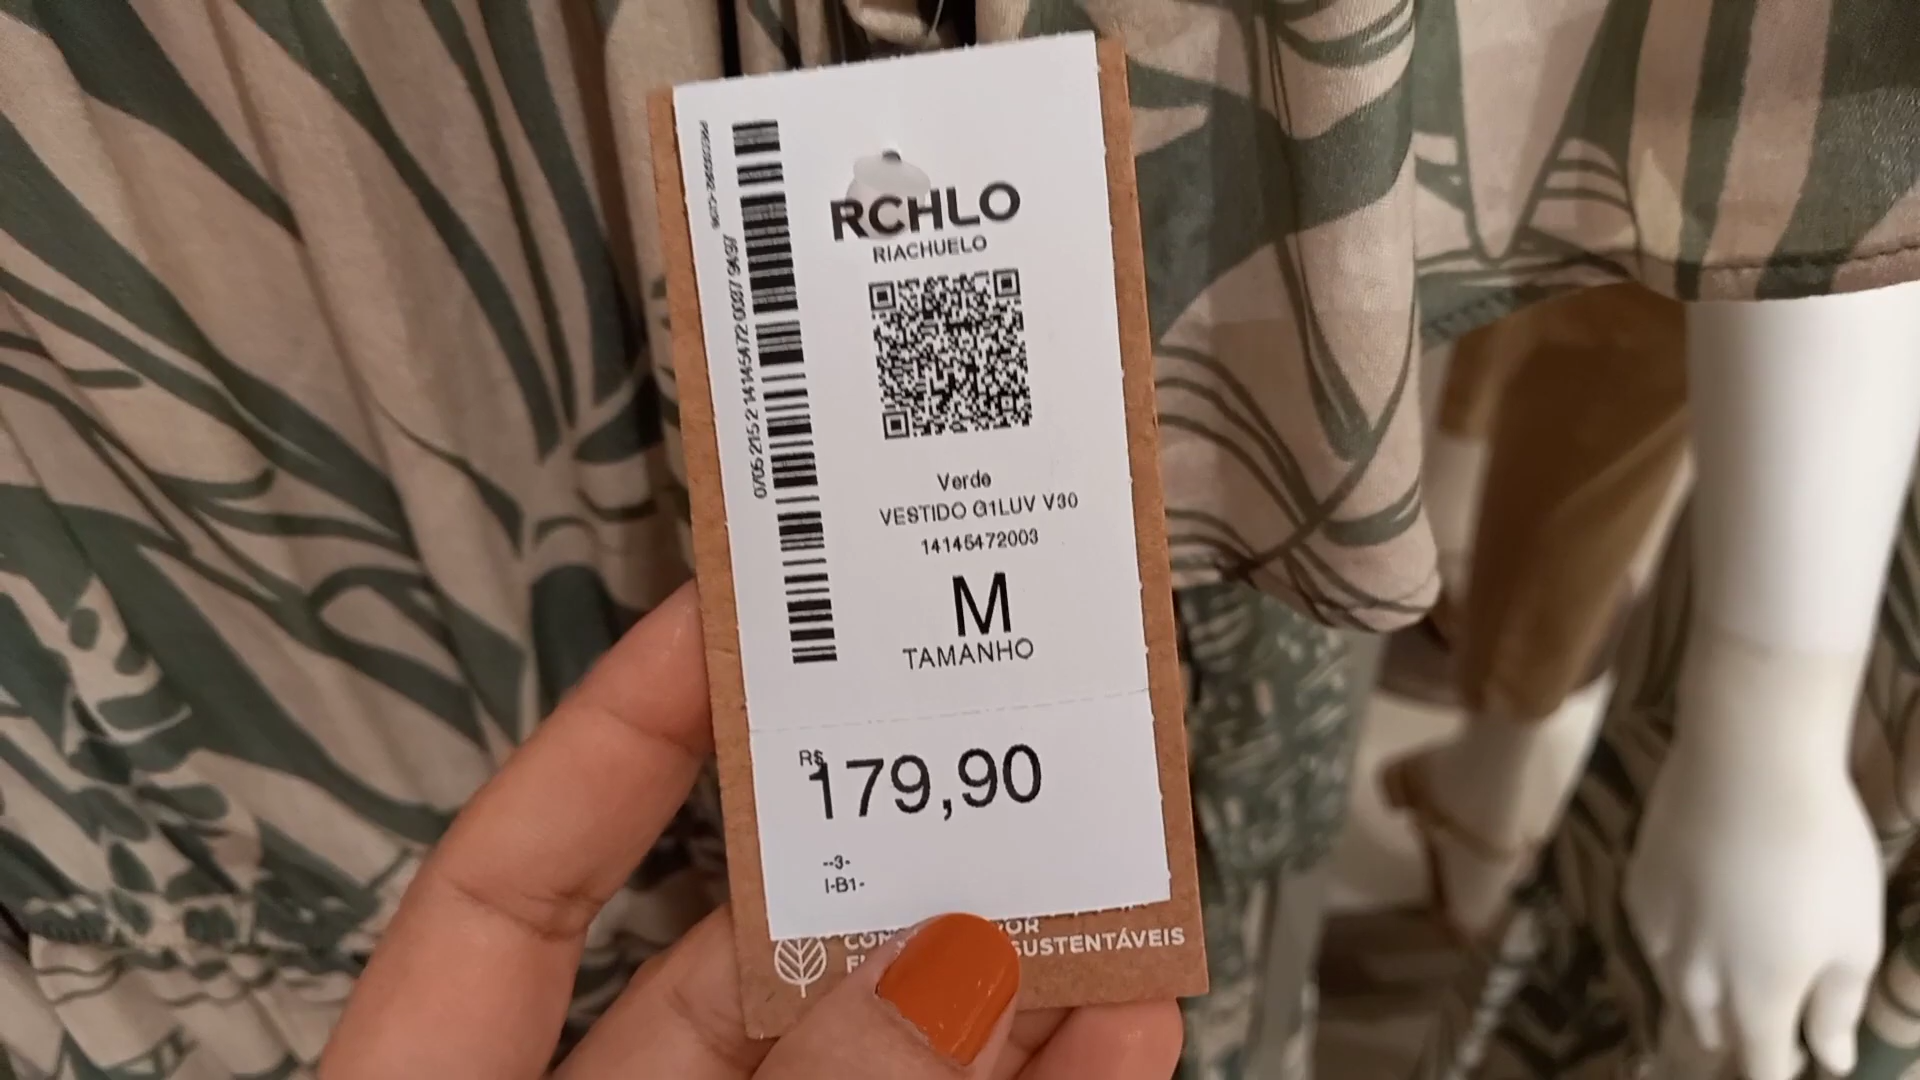 RCHLO
RIACHUELO
Verde
VESTIDO G1LUV V30
14145472003
M
TAMANHO
R$
179,90
--3-
I-B1-
SUSTENTÁVEIS